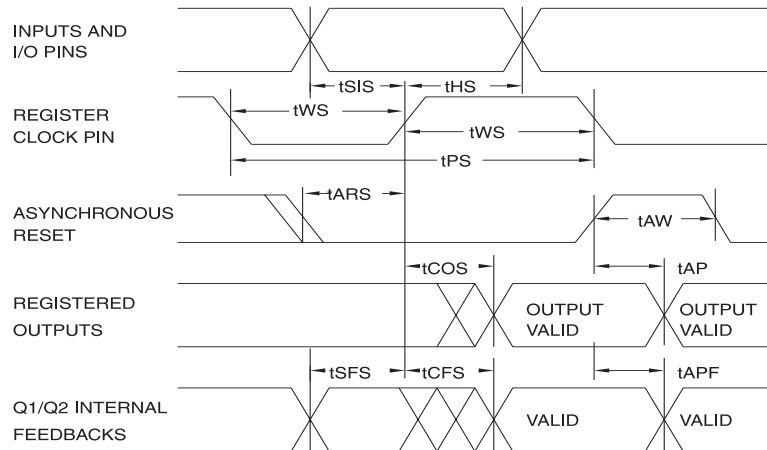 INPUTS AND
I/O PINS
tSIS
tHS
REGISTER
CLOCK PIN
tWS
tWS
tPS
ASYNCHRONOUS
RESET
tARS
tAW
tCOS
tAP
REGISTERED
OUTPUTS
OUTPUT
VALID
OUTPUT
VALID
tSFS
tCFS
tAPF
Q1/Q2 INTERNAL
FEEDBACKS
VALID
VALID